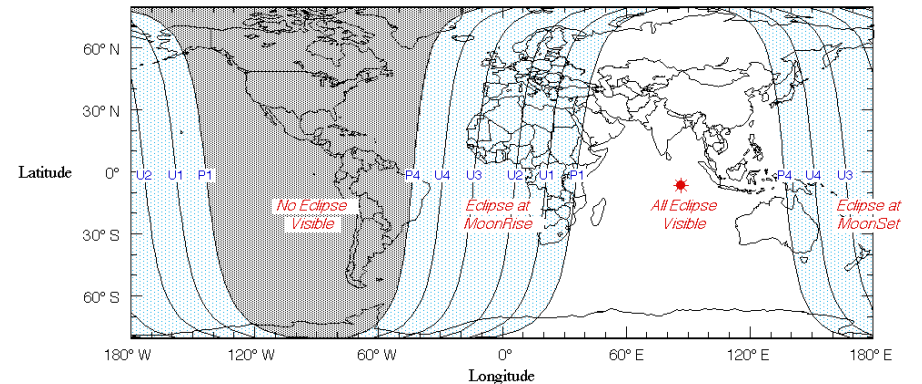 60° N
30° N
Latitude
0°
30° S
60° S
U2 U1 P1 P4 U4 U3 U2 U1 P1 P4 U4 U3
No Eclipse
Visible
Eclipse at
MoonRise
All Eclipse
Visible
Eclipse at
MoonSet
180° W 120° W 60° W 0° 60° E 120° E 180° E
Longitude